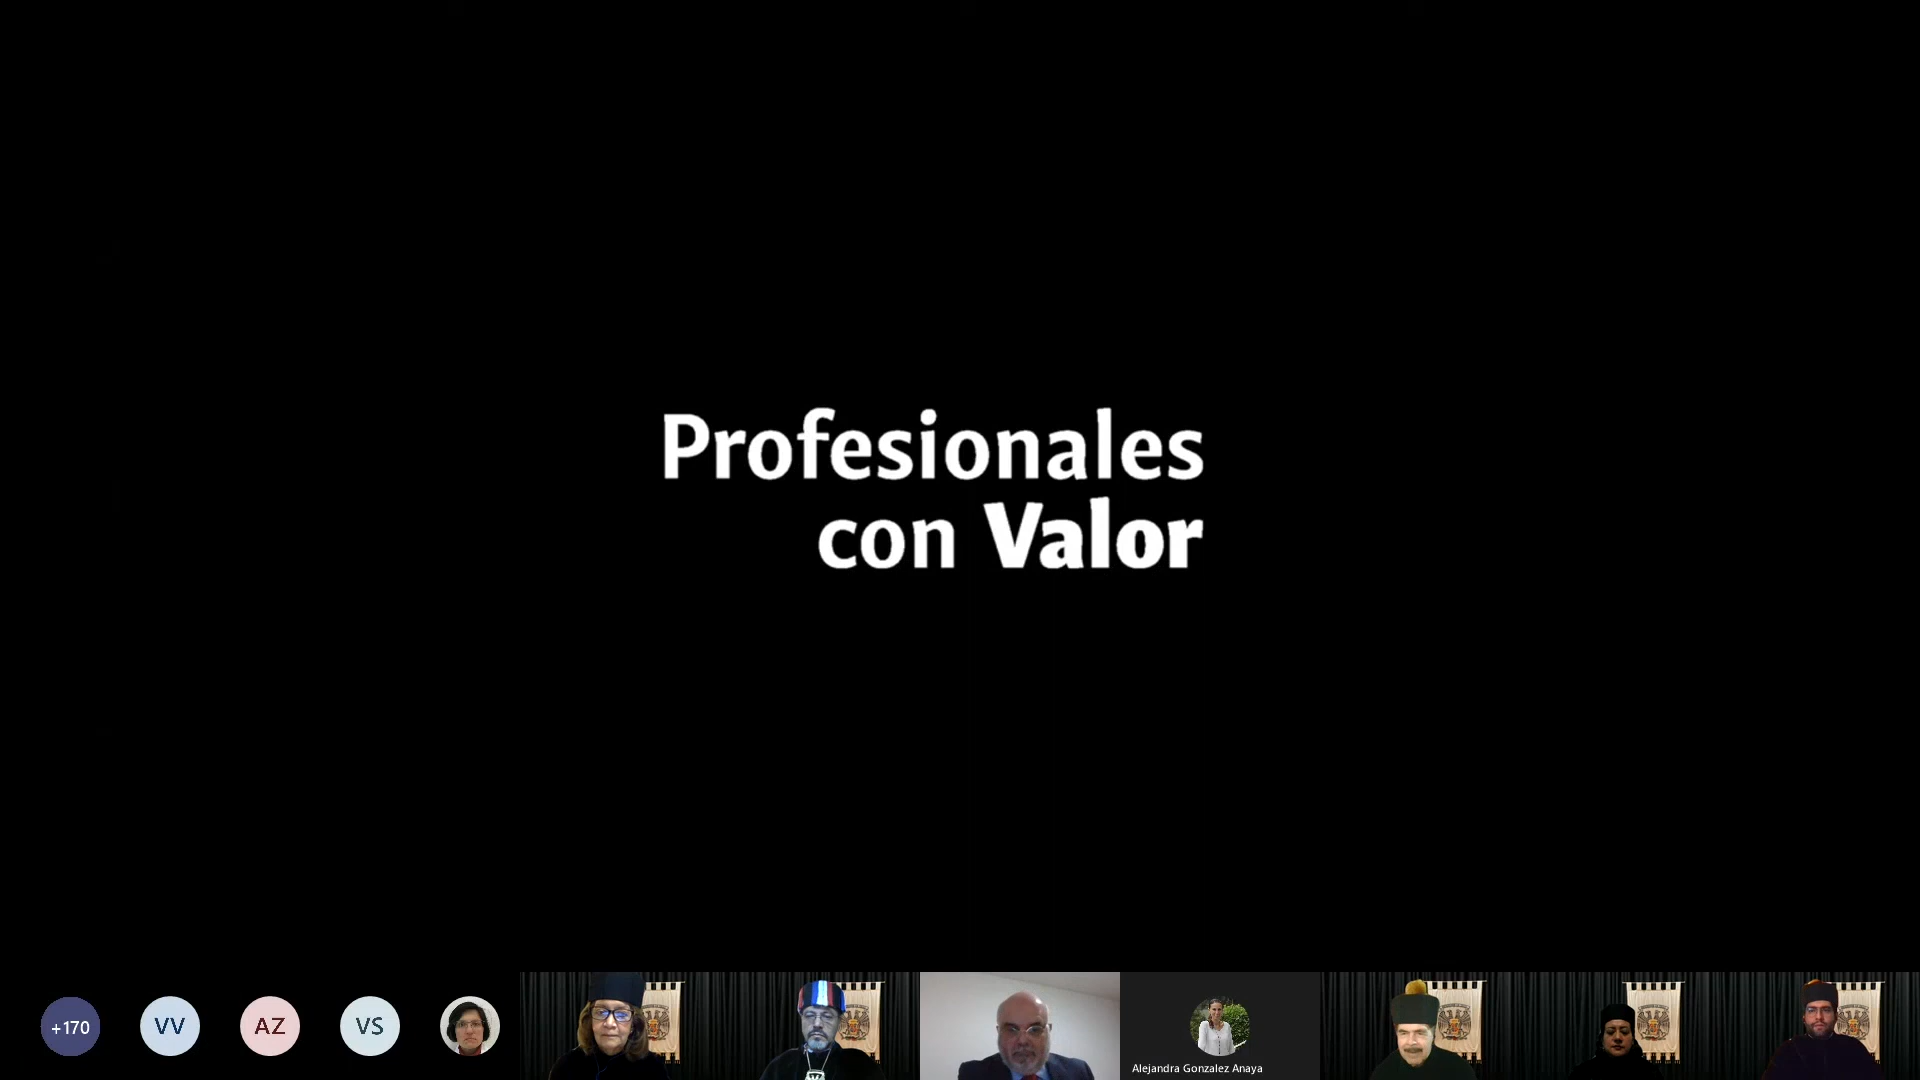 Profesionales
con Valor
+170
VV
AZ
VS
Alejandra Gonzalez Anaya